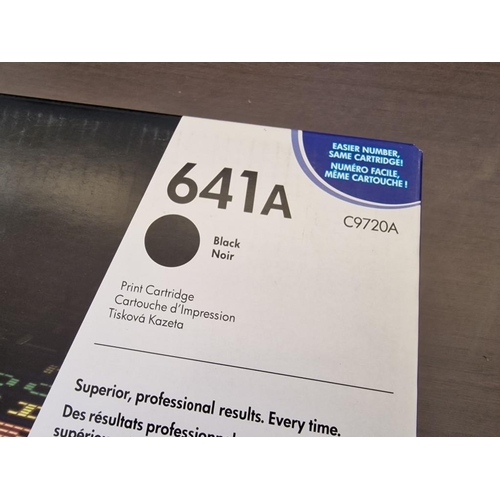 EASIER NUMBER,
SAME CARTRIDGE!
NUMÉRO FACILE,
MÊME CARTOUCHE !
641A
C9720A
Black
Noir
Print Cartridge
Cartouche d'Impression
Tisková Kazeta
Superior, professional results. Every time.
Des résultats professionnels